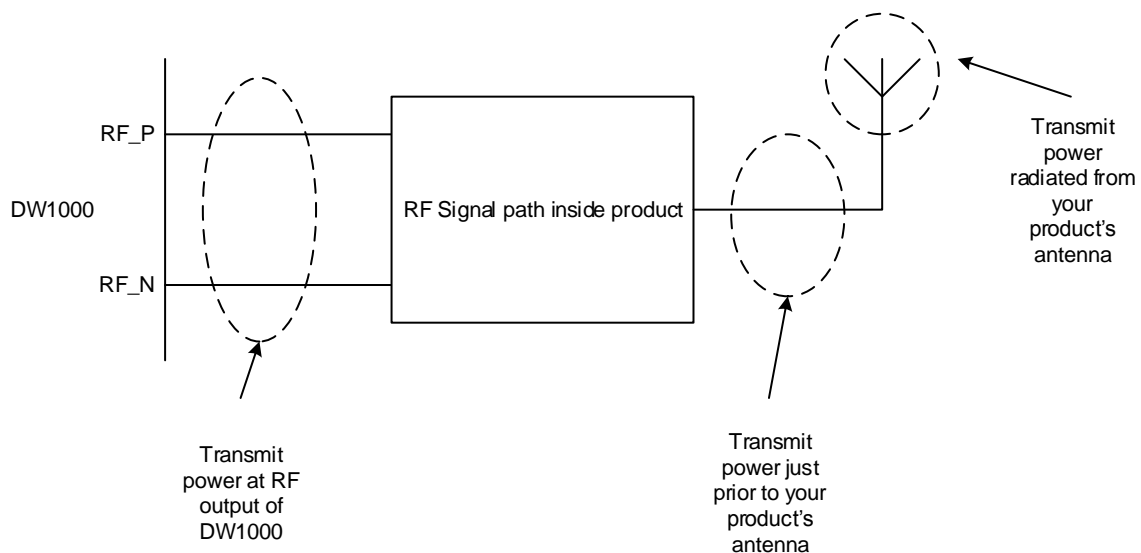 RF_P
DW1000
RF_N
RF Signal path inside product
Transmit
power
radiated from
your
product's
antenna
Transmit
power at RF
output of
DW1000
Transmit
power just
prior to your
product's
antenna